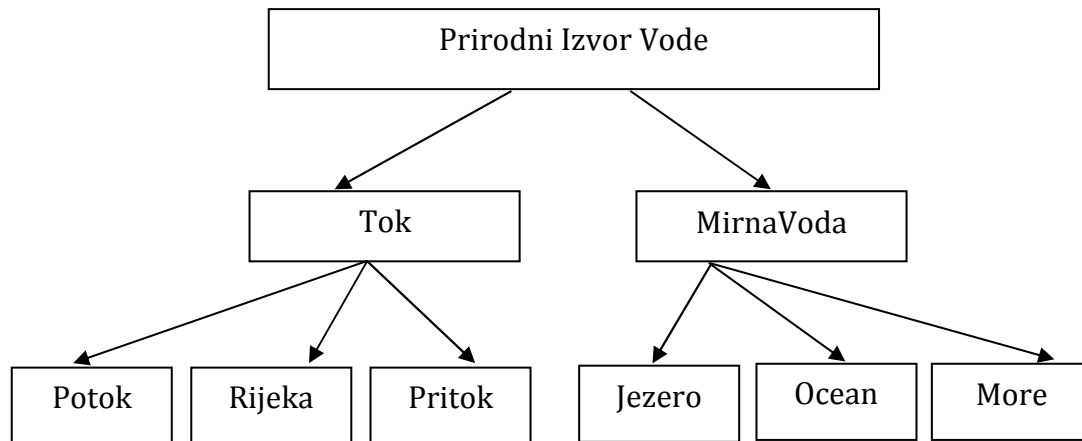 Prirodni Izvor Vode
Tok
MirnaVoda
Potok
Rijeka
Pritok
Jezero
Ocean
More